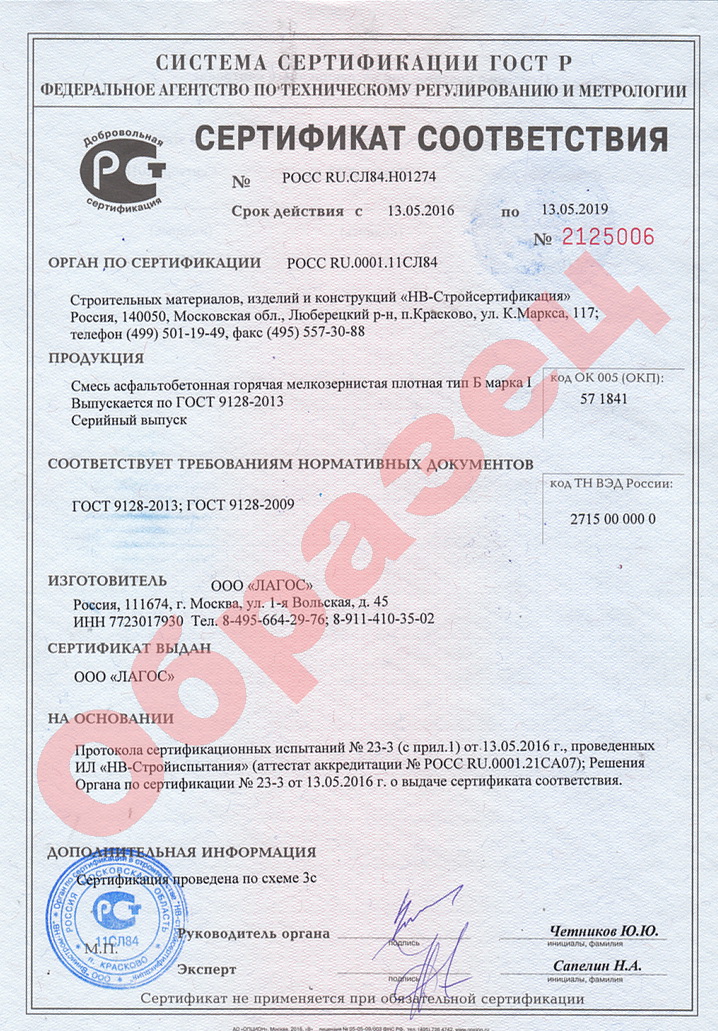 СИСТЕМА СЕРТИФИКАЦИИ ГОСТ Р
ФЕДЕРАЛЬНОЕ АГЕНТСТВО ПО ТЕХНИЧЕСКОМУ РЕГУЛИРОВАНИЮ И МЕТРОЛОГИИ
Добровольная
РСТ
сертификация
СЕРТИФИКАТ СООТВЕТСТВИЯ
№ РОСС RU.СЛ84.Н01274
Срок действия с 13.05.2016 по 13.05.2019
№ 2125006
ОРГАН ПО СЕРТИФИКАЦИИ РОСС RU.0001.11СЛ84
Строительных материалов, изделий и конструкций «НВ-Стройсертификация»
Россия, 140050, Московская обл., Люберецкий р-н, п.Красково, ул. К.Маркса, 117;
телефон (499) 501-19-49, факс (495) 557-30-88
ПРОДУКЦИЯ
Смесь асфальтобетонная горячая мелкозернистая плотная тип Б марка I
Выпускается по ГОСТ 9128-2013
Серийный выпуск
код ОК 005 (ОКП):
57 1841
СООТВЕТСТВУЕТ ТРЕБОВАНИЯМ НОРМАТИВНЫХ ДОКУМЕНТОВ
ГОСТ 9128-2013; ГОСТ 9128-2009
код ТН ВЭД России:
2715 00 000 0
ИЗГОТОВИТЕЛЬ ООО «ЛАГОС»
Россия, 111674, г. Москва, ул. 1-я Вольская, д. 45
ИНН 7723017930 Тел. 8-495-664-29-76; 8-911-410-35-02
СЕРТИФИКАТ ВЫДАН
ООО «ЛАГОС»
НА ОСНОВАНИИ
Протокола сертификационных испытаний № 23-3 (с прил.1) от 13.05.2016 г., проведенных
ИЛ «НВ-Стройиспытания» (аттестат аккредитации № РОСС RU.0001.21СА07); Решения
Органа по сертификации № 23-3 от 13.05.2016 г. о выдаче сертификата соответствия.
ДОПОЛНИТЕЛЬНАЯ ИНФОРМАЦИЯ
Сертификация проведена по схеме 3с
РОССИЯ МОСКОВСКАЯ ОБЛАСТЬ
РСТ
11СЛ84
п. КРАСКОВО
М.П.
Руководитель органа
подпись
Четников Ю.Ю.
инициалы, фамилия
Эксперт
подпись
Сапелин Н.А.
инициалы, фамилия
Сертификат не применяется при обязательной сертификации
Образец